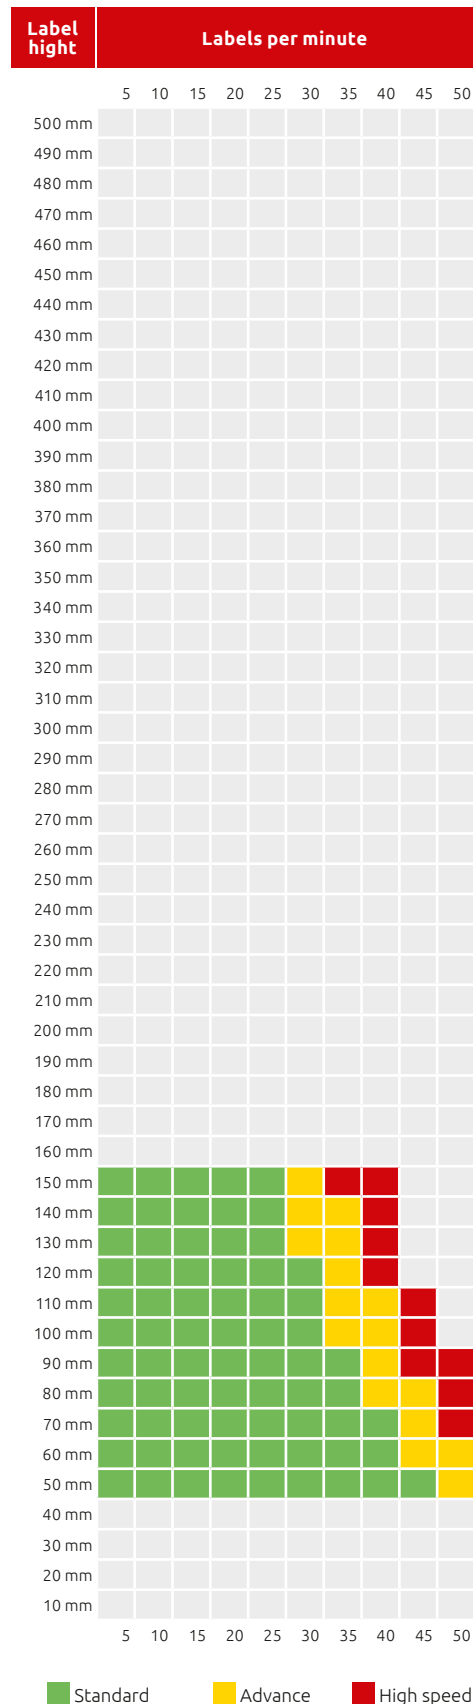 Label
hight
Labels per minute
5 10 15 20 25 30 35 40 45 50
500 mm
490 mm
480 mm
470 mm
460 mm
450 mm
440 mm
430 mm
420 mm
410 mm
400 mm
390 mm
380 mm
370 mm
360 mm
350 mm
340 mm
330 mm
320 mm
310 mm
300 mm
290 mm
280 mm
270 mm
260 mm
250 mm
240 mm
230 mm
220 mm
210 mm
200 mm
190 mm
180 mm
170 mm
160 mm
150 mm
140 mm
130 mm
120 mm
110 mm
100 mm
90 mm
80 mm
70 mm
60 mm
50 mm
40 mm
30 mm
20 mm
10 mm
5 10 15 20 25 30 35 40 45 50
Standard Advance High speed